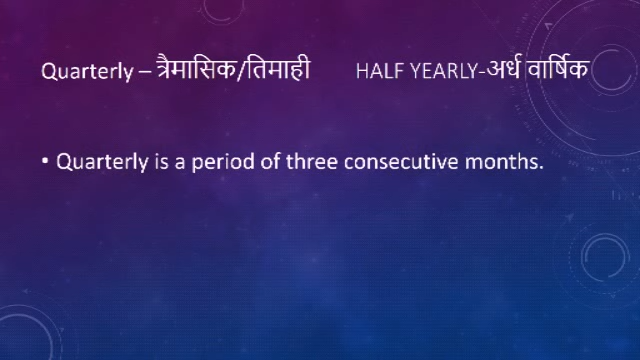 Quarterly – त्रैमासिक/तिमाही HALF YEARLY-अर्ध वार्षिक
• Quarterly is a period of three consecutive months.